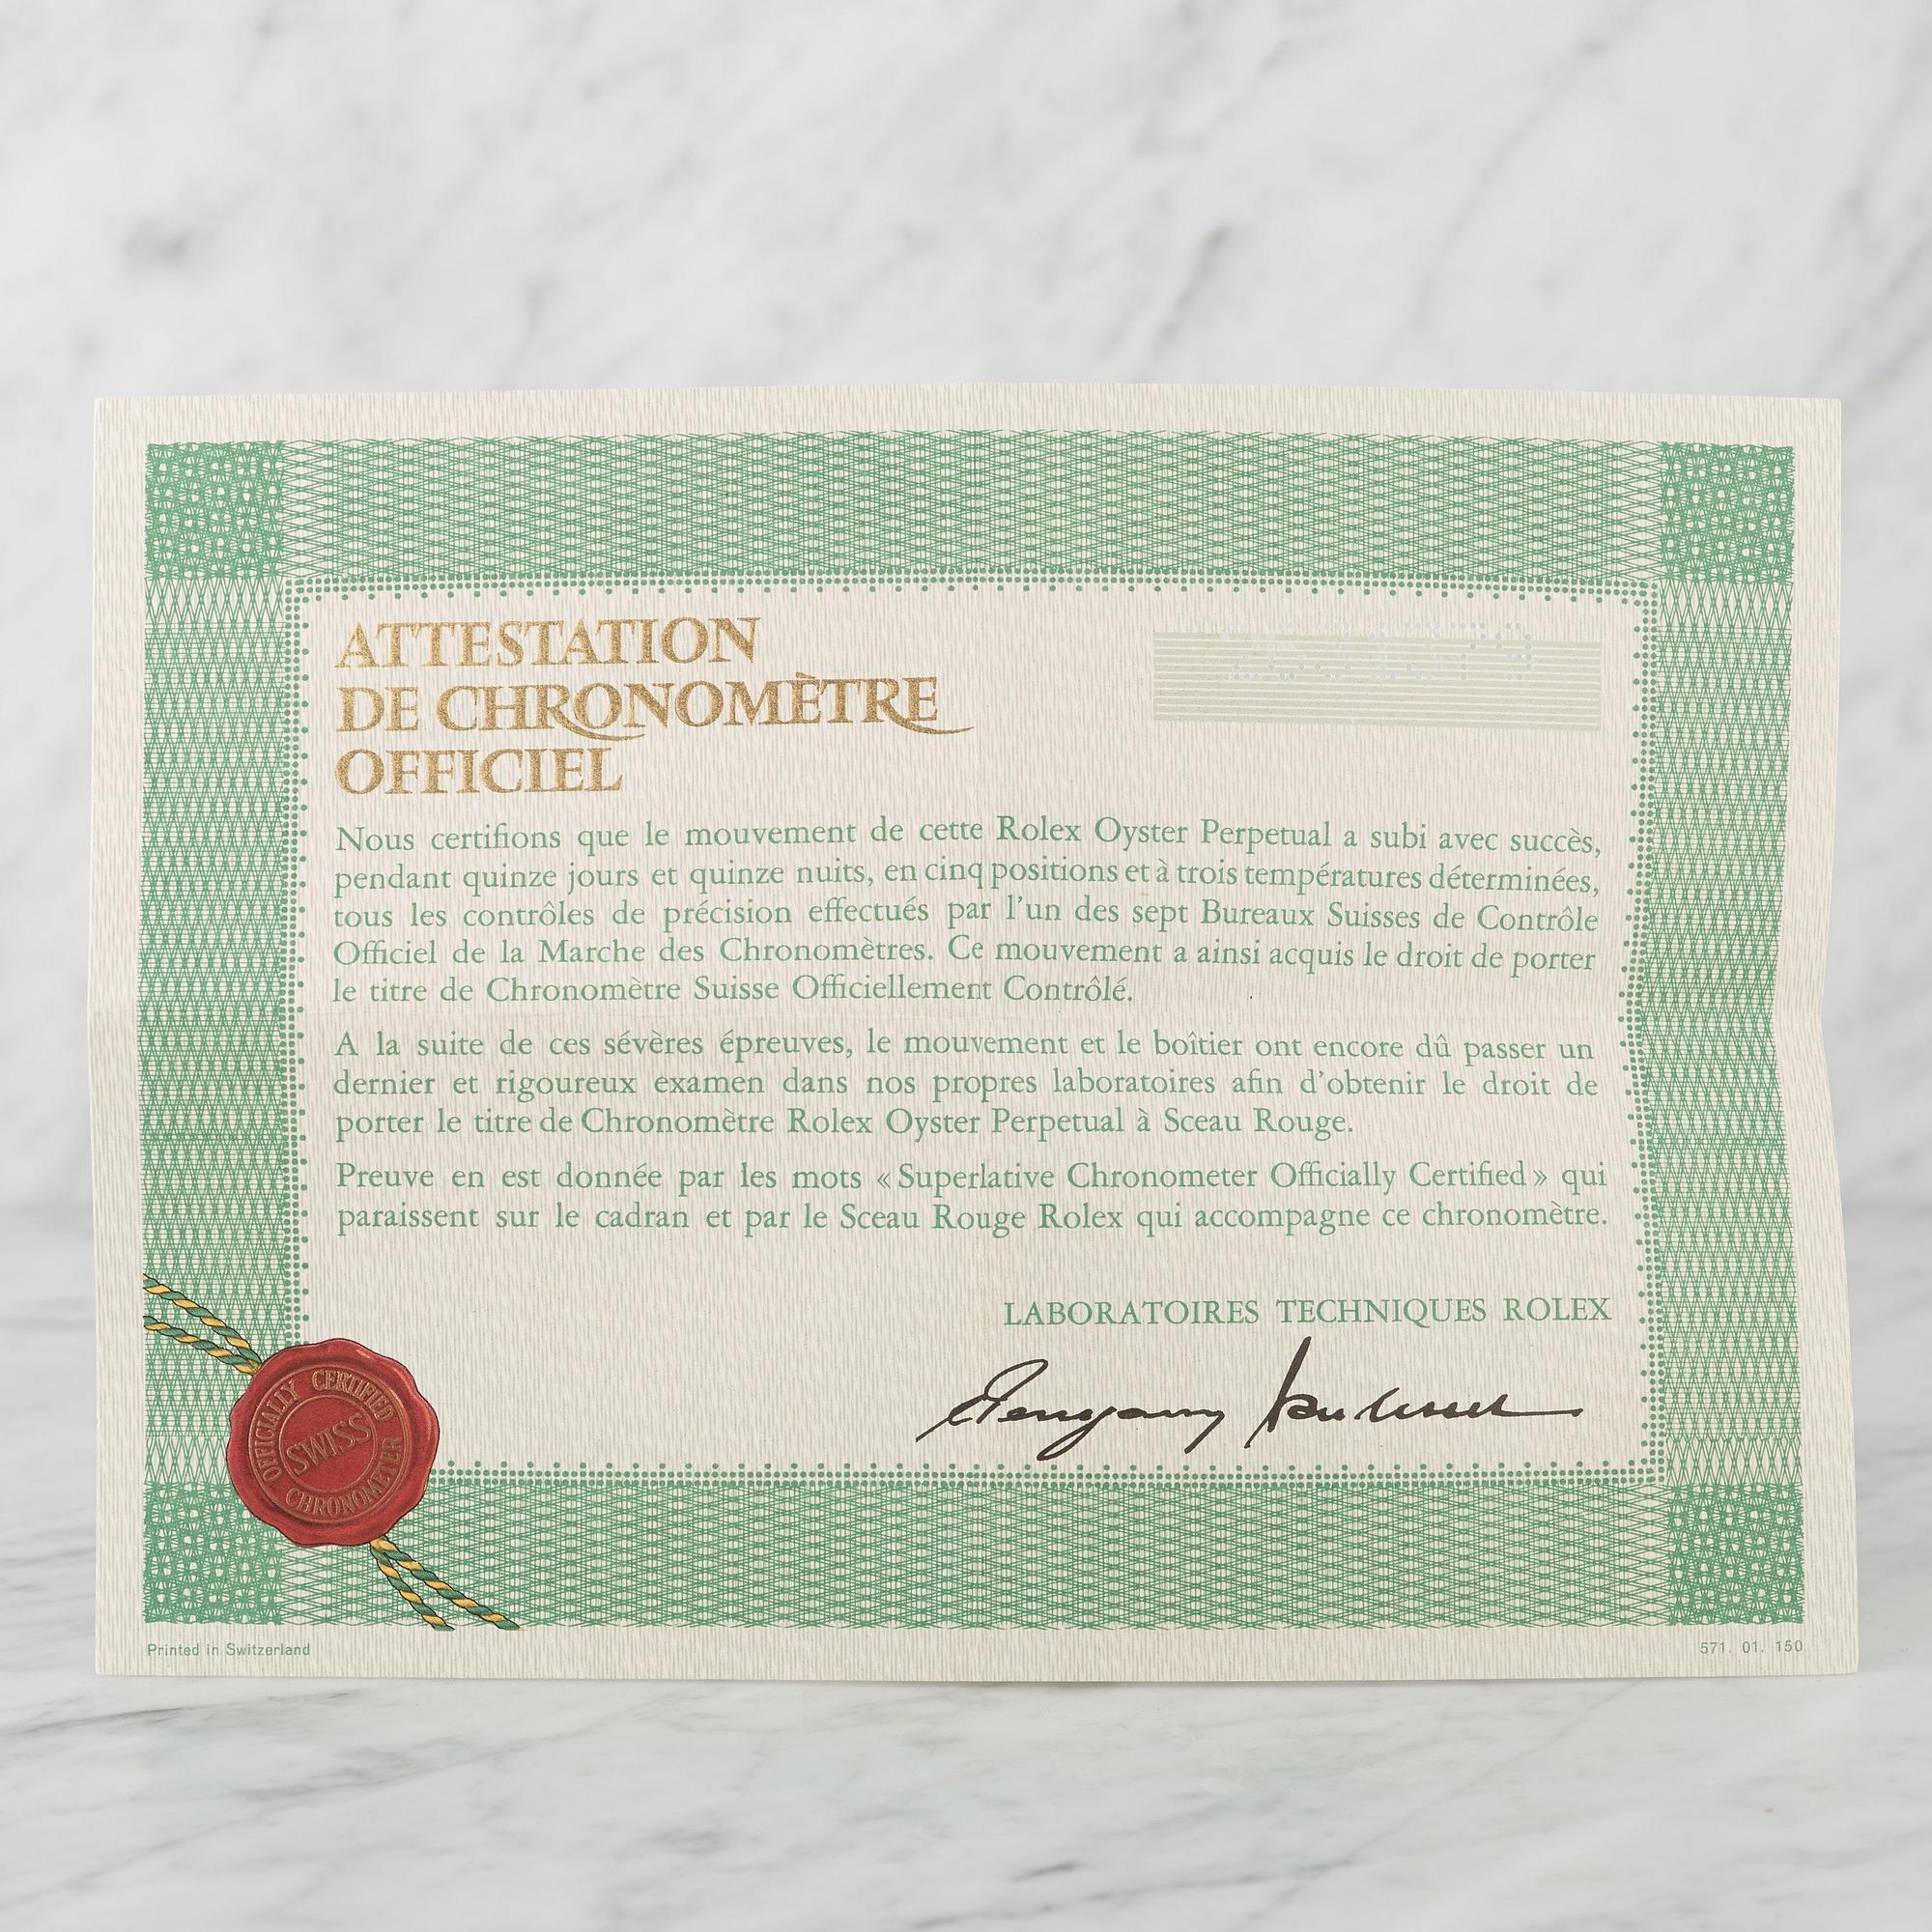 ATTESTATION
DE CHRONOMÈTRE
OFFICIEL
Nous certifions que le mouvement de cette Rolex Oyster Perpetual a subi avec succès,
pendant quinze jours et quinze nuits, en cinq positions et à trois températures déterminées,
tous les contrôles de précision effectués par l'un des sept Bureaux Suisses de Contrôle
Officiel de la Marche des Chronomètres. Ce mouvement a ainsi acquis le droit de porter
le titre de Chronomètre Suisse Officiellement Contrôlé.
A la suite de ces sévères épreuves, le mouvement et le boîtier ont encore dû passer un
dernier et rigoureux examen dans nos propres laboratoires afin d'obtenir le droit de
porter le titre de Chronomètre Rolex Oyster Perpetual à Sceau Rouge.
Preuve en est donnée par les mots « Superlative Chronometer Officially Certified » qui
paraissent sur le cadran et par le Sceau Rouge Rolex qui accompagne ce chronomètre.
LABORATOIRES TECHNIQUES ROLEX
OFFICIALLY CERTIFIED
SWISS
CHRONOMETER
Printed in Switzerland
571. 01. 150